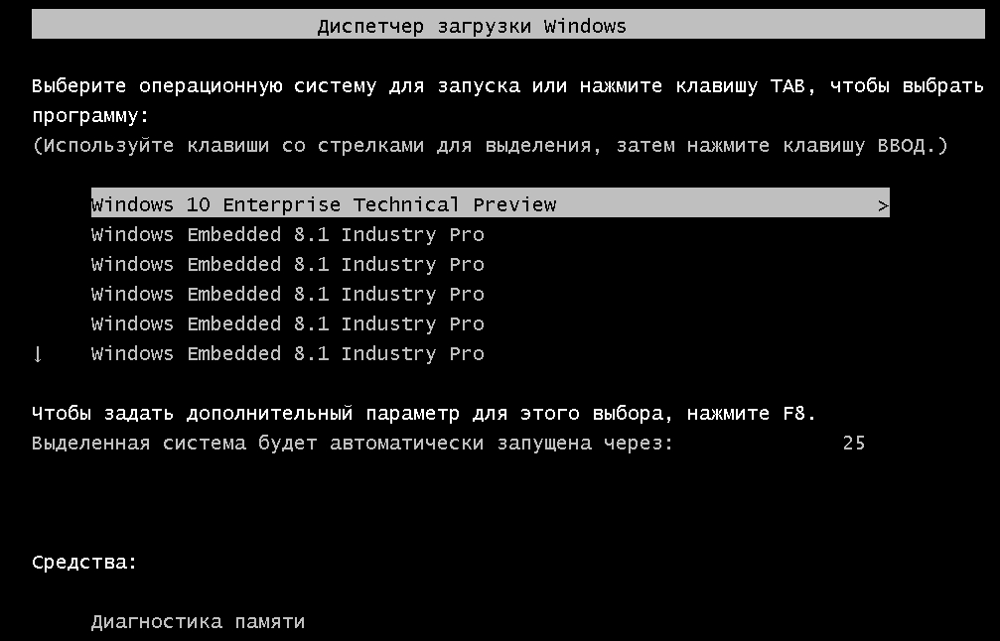 Диспетчер загрузки Windows
Выберите операционную систему для запуска или нажмите клавишу TAB, чтобы выбрать
программу:
(Используйте клавиши со стрелками для выделения, затем нажмите клавишу ВВОД.)
Windows 10 Enterprise Technical Preview >
Windows Embedded 8.1 Industry Pro
Windows Embedded 8.1 Industry Pro
Windows Embedded 8.1 Industry Pro
Windows Embedded 8.1 Industry Pro
↓ Windows Embedded 8.1 Industry Pro
Чтобы задать дополнительный параметр для этого выбора, нажмите F8.
Выделенная система будет автоматически запущена через: 25
Средства:
Диагностика памяти